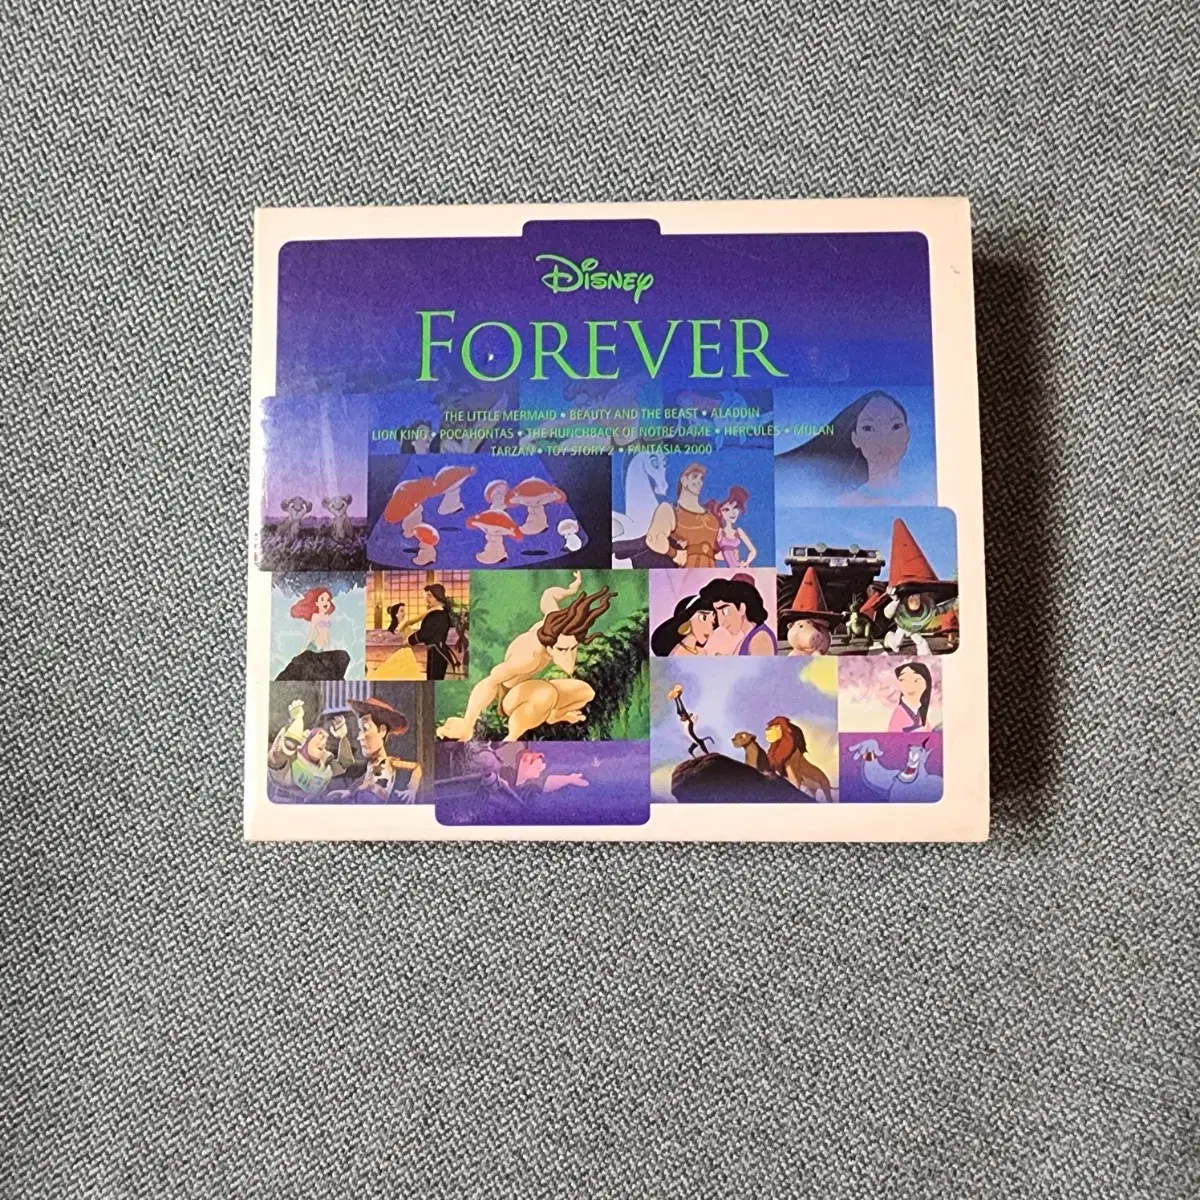 Disney
FOREVER
THE LITTLE MERMAID • BEAUTY AND THE BEAST • ALADDIN
LION KING • POCAHONTAS • THE HUNCHBACK OF NOTRE DAME • HERCULES • MULAN
TARZAN • TOY STORY 2 • FANTASIA 2000